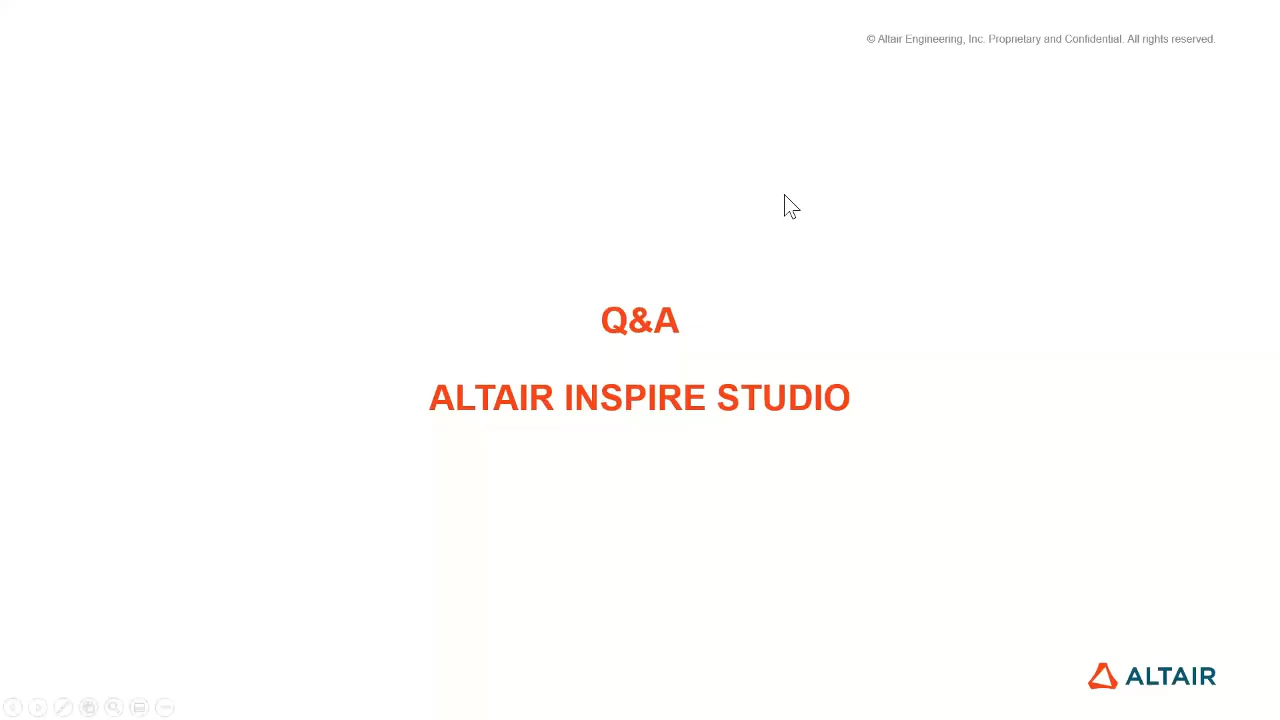 © Altair Engineering, Inc. Proprietary and Confidential. All rights reserved.
Q&A
ALTAIR INSPIRE STUDIO
ALTAIR